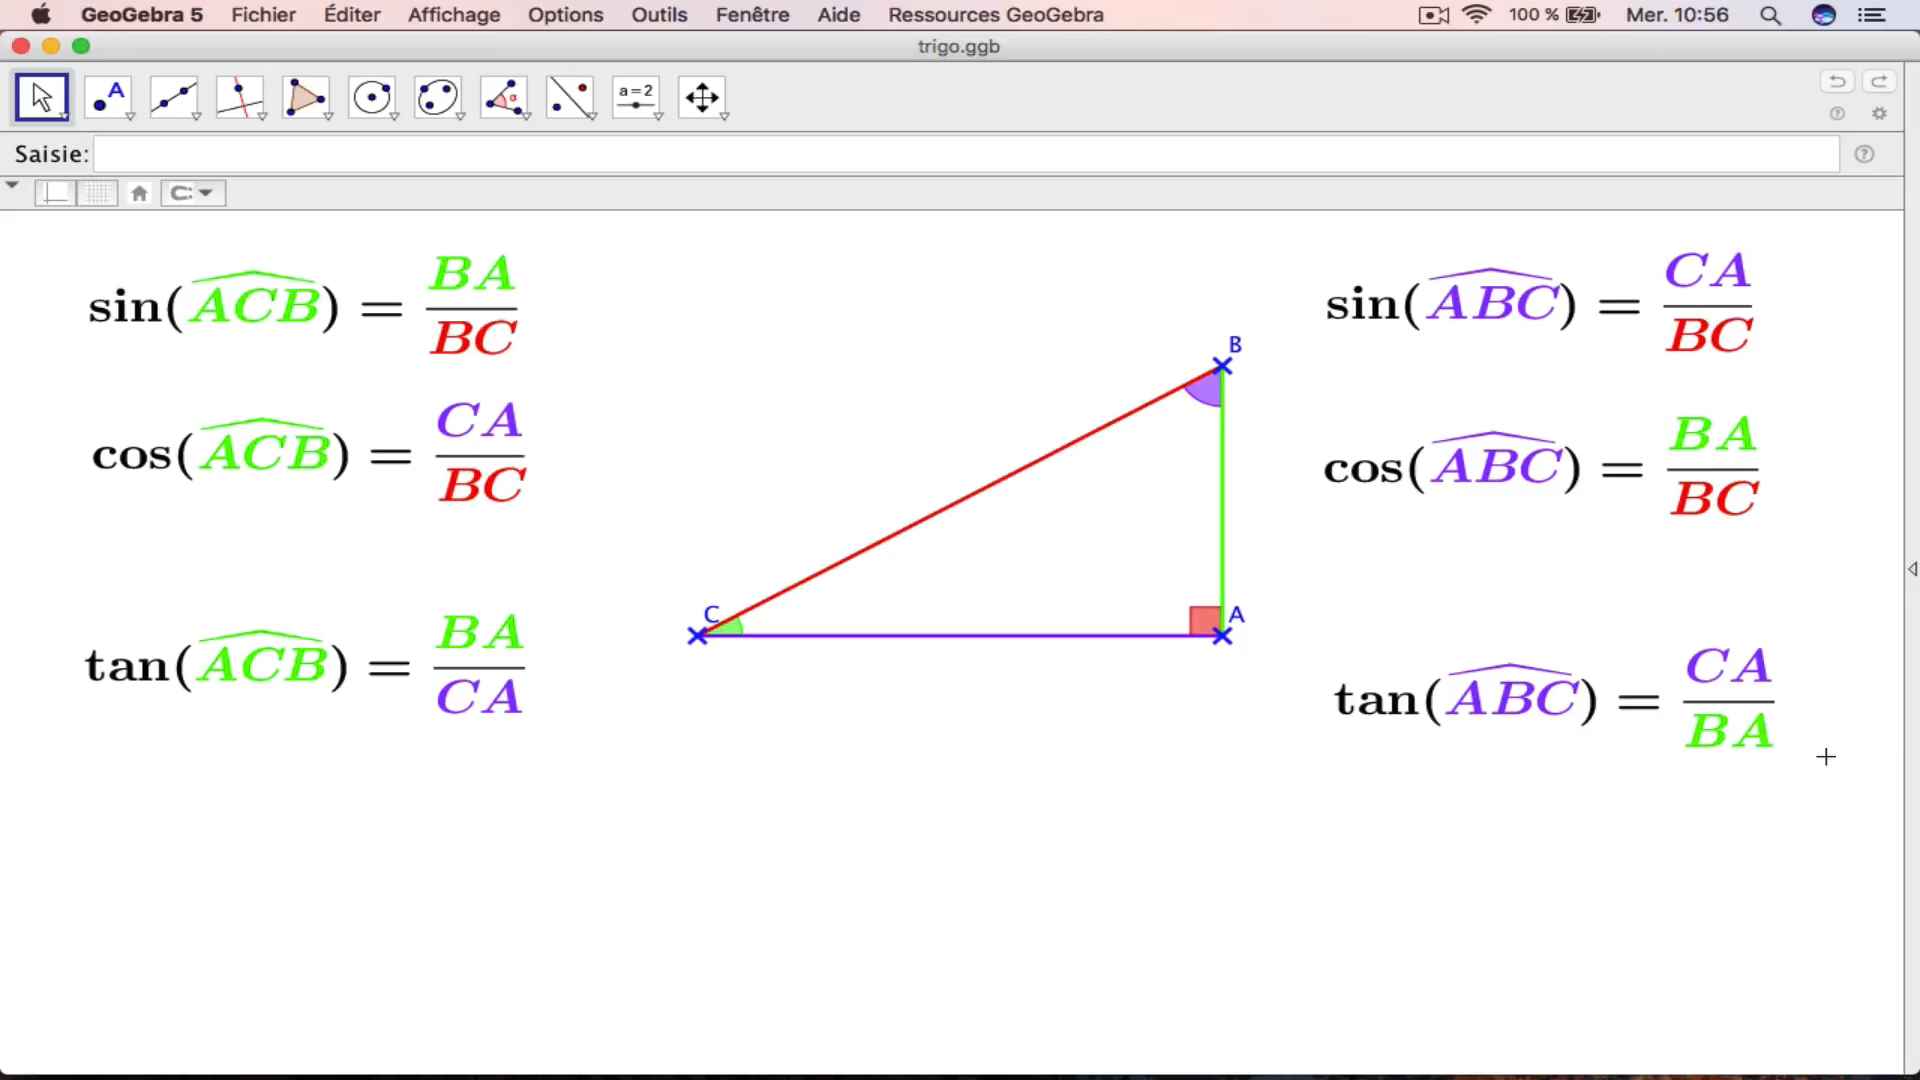 GeoGebra 5 Fichier Éditer Affichage Options Outils Fenêtre Aide Ressources GeoGebra 100 % Mer. 10:56
trigo.ggb
A α a=2
Saisie:
sin(ACB) = BA/BC
cos(ACB) = CA/BC
tan(ACB) = BA/CA
B
C
A
sin(ABC) = CA/BC
cos(ABC) = BA/BC
tan(ABC) = CA/BA